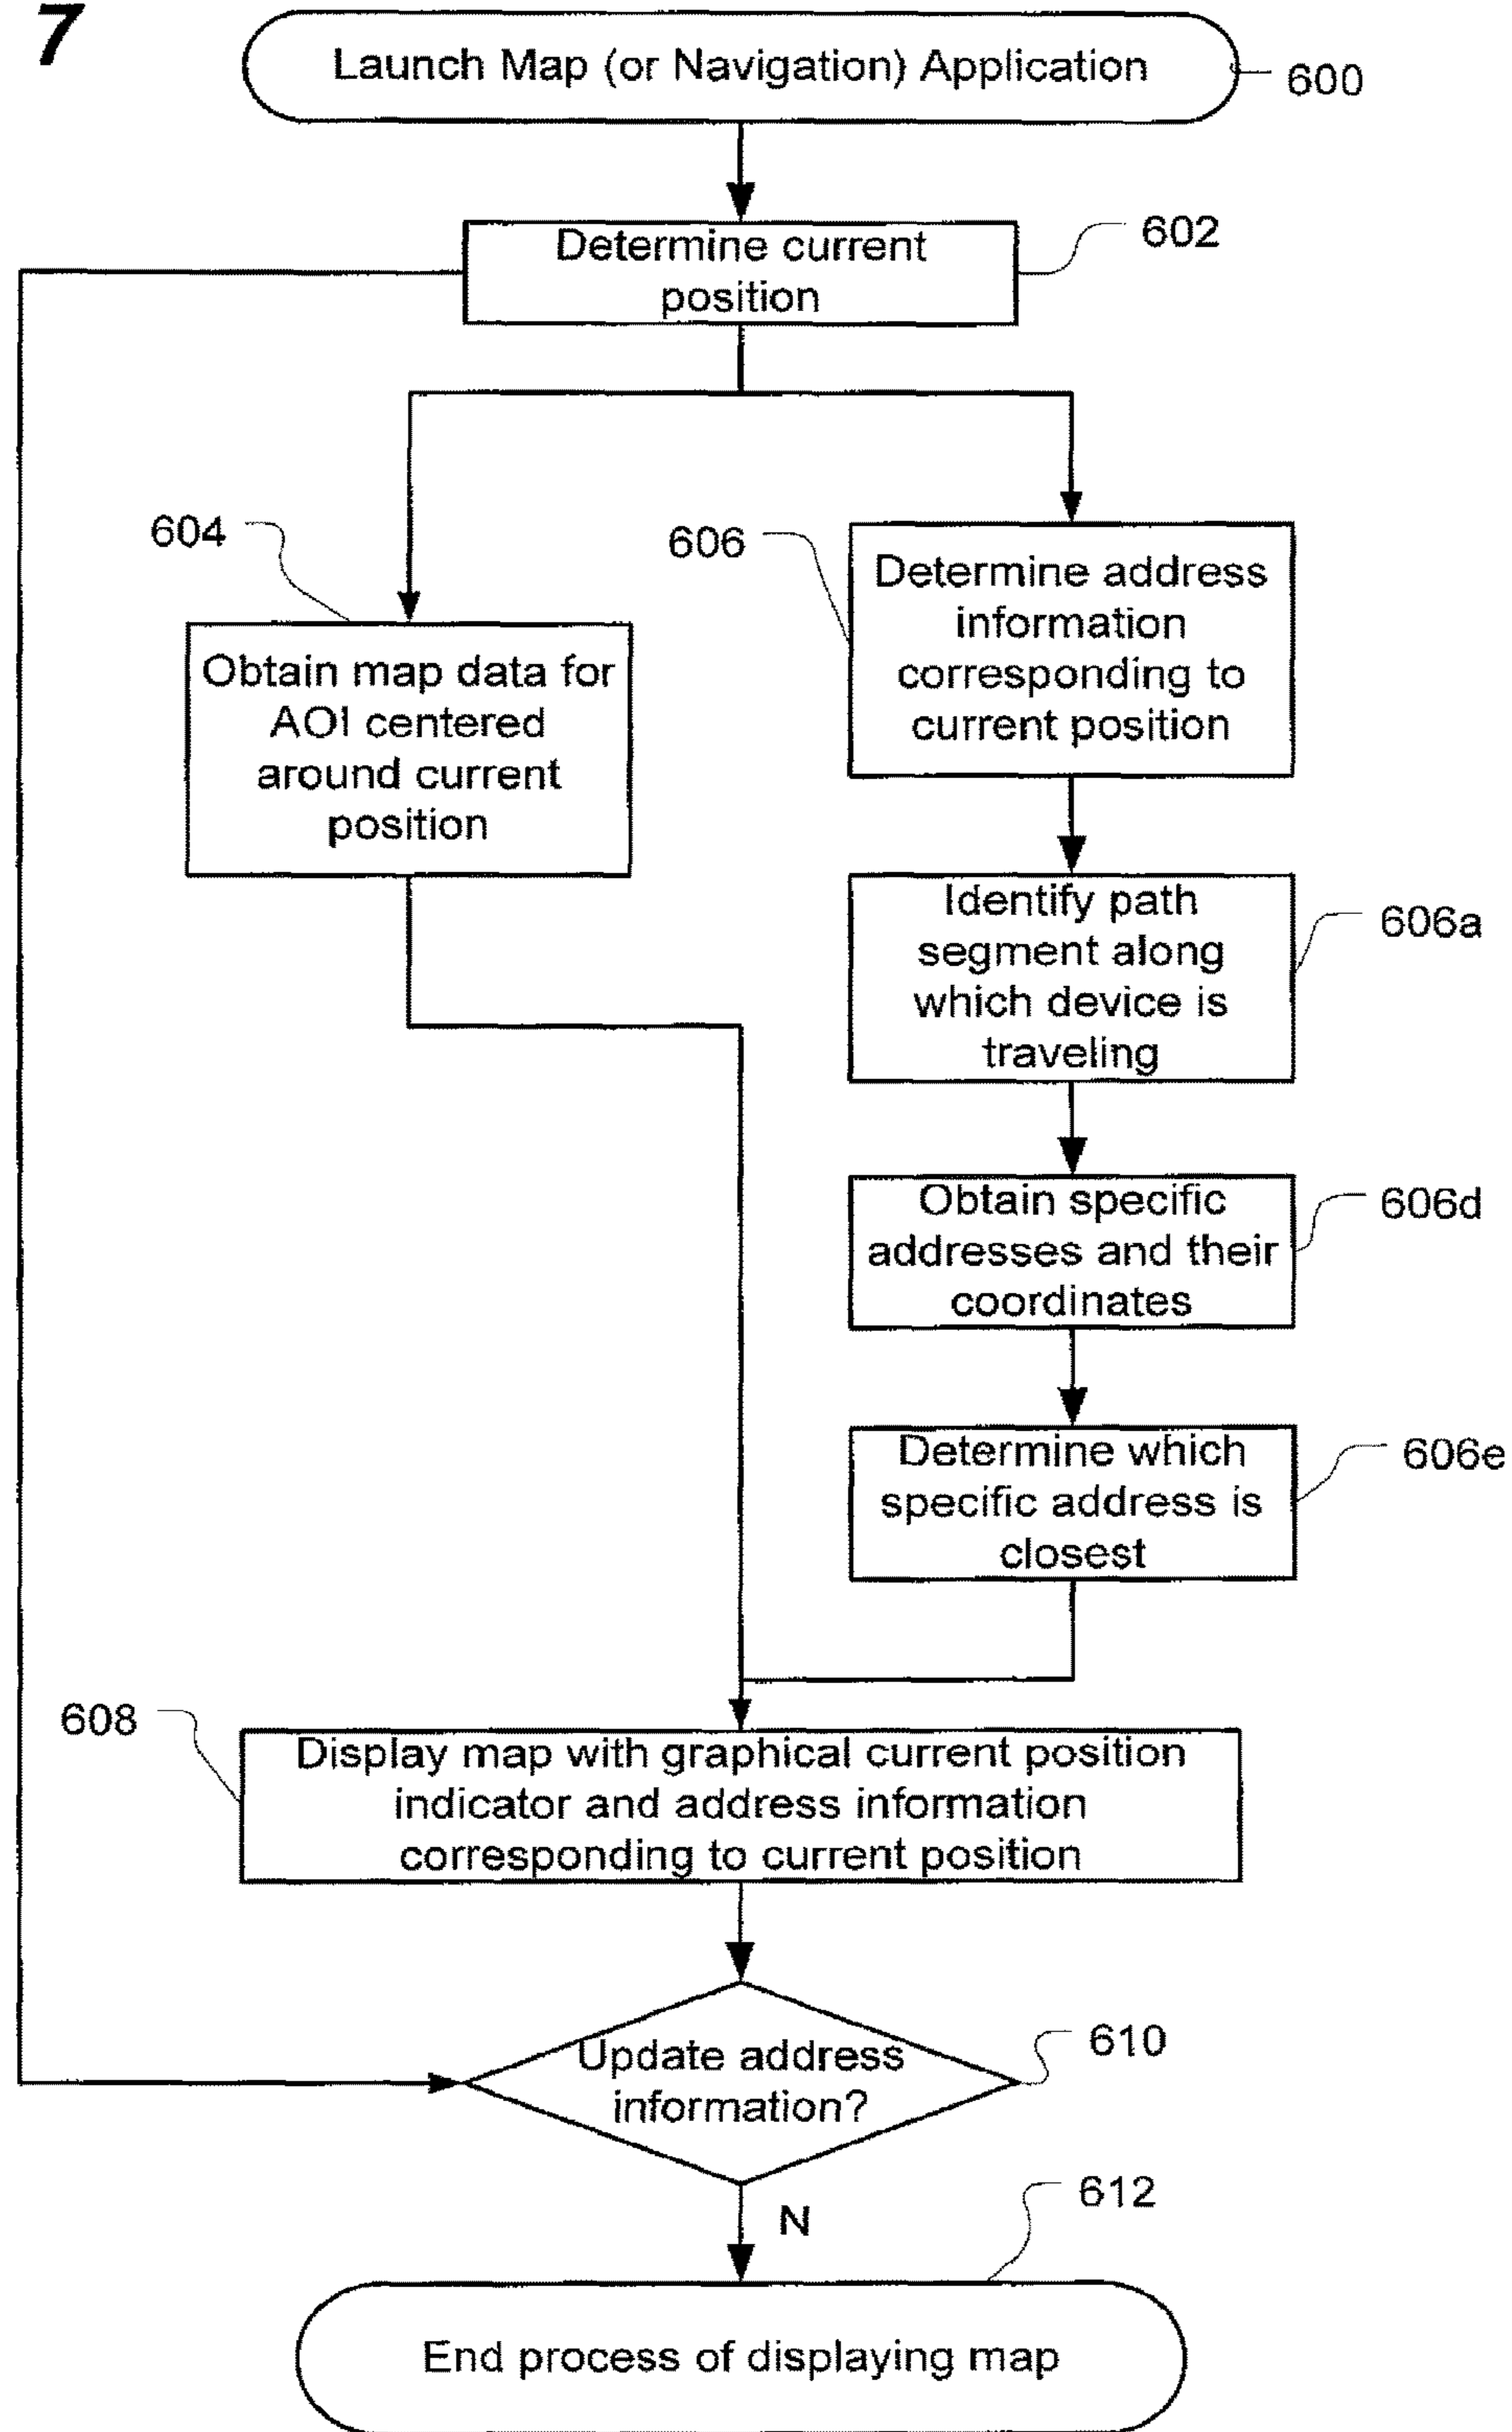 7
Launch Map (or Navigation) Application
600
Determine current
position
602
604
Obtain map data for
AOI centered
around current
position
606
Determine address
information
corresponding to
current position
Identify path
segment along
which device is
traveling
606a
Obtain specific
addresses and their
coordinates
606d
Determine which
specific address is
closest
606e
608
Display map with graphical current position
indicator and address information
corresponding to current position
Update address
information?
610
N
612
End process of displaying map